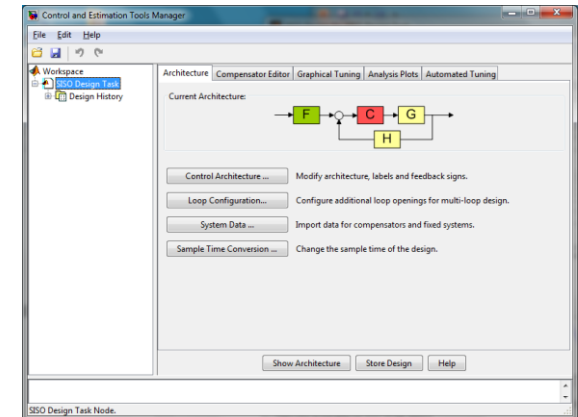 Control and Estimation Tools Manager
File Edit Help
Workspace
SISO Design Task
Design History
Architecture Compensator Editor Graphical Tuning Analysis Plots Automated Tuning
Current Architecture:
F C G
H
Control Architecture ... Modify architecture, labels and feedback signs.
Loop Configuration... Configure additional loop openings for multi-loop design.
System Data ... Import data for compensators and fixed systems.
Sample Time Conversion ... Change the sample time of the design.
Show Architecture Store Design Help
SISO Design Task Node.